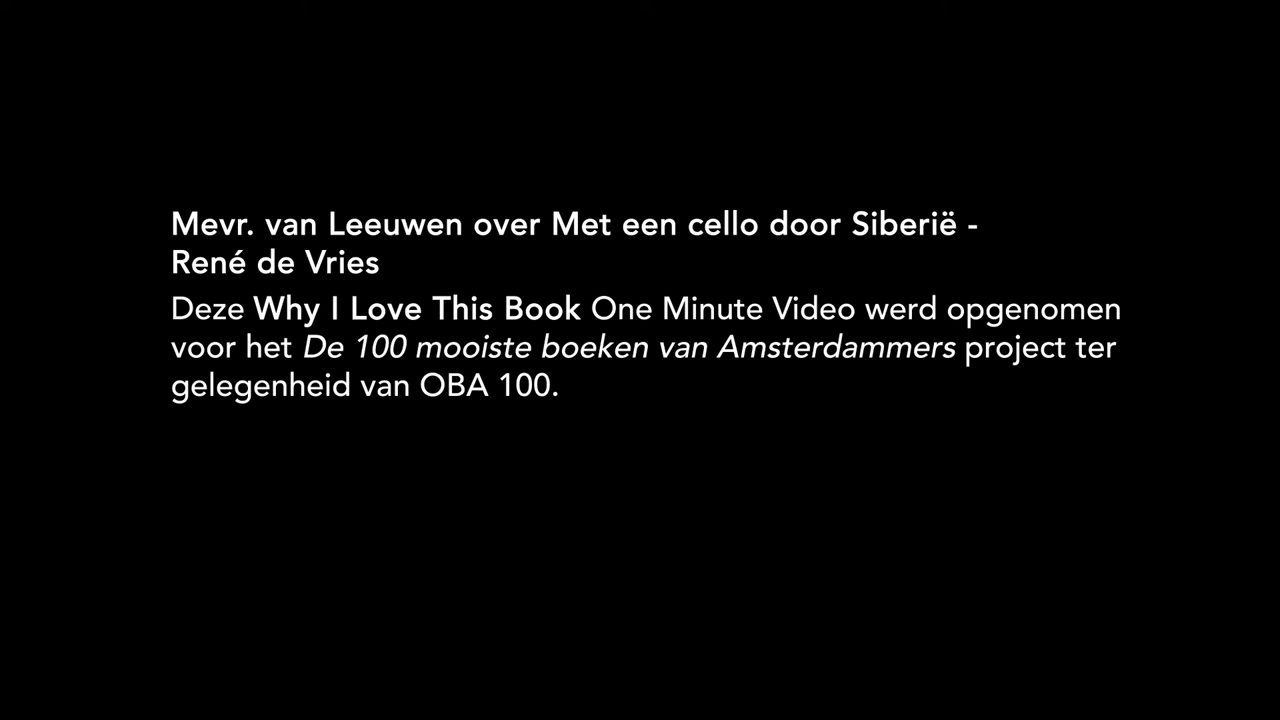 Mevr. van Leeuwen over Met een cello door Siberië -
René de Vries
Deze Why I Love This Book One Minute Video werd opgenomen
voor het De 100 mooiste boeken van Amsterdammers project ter
gelegenheid van OBA 100.